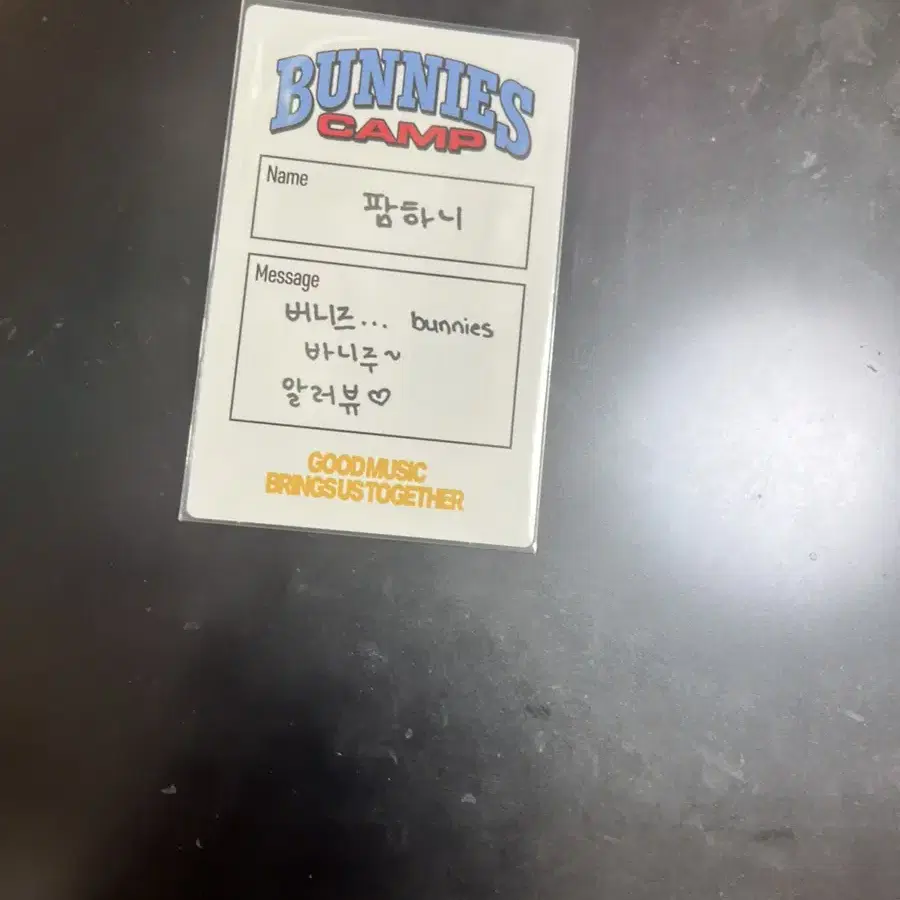 BUNNIES
CAMP
Name
팜하니
Message
버니즈... bunnies
바니주~
알러뷰♡
GOOD MUSIC
BRINGS US TOGETHER